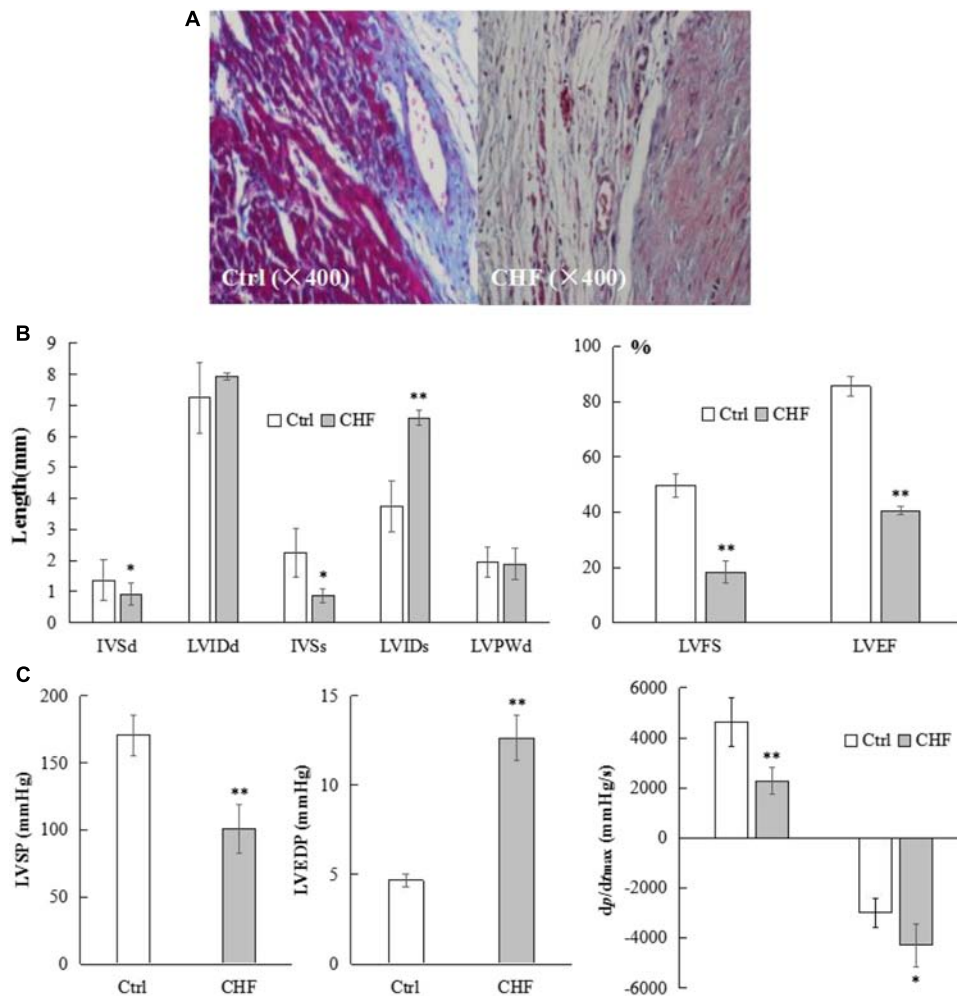 A
Ctrl (×400)
CHF (×400)
B
Length(mm)
9
8
7
6
5
4
3
2
1
0
Ctrl CHF
*
*
**
IVSd LVIDd IVSs LVIDs LVPWd
%
100
80
60
40
20
0
Ctrl CHF
**
**
LVFS LVEF
C
LVSP (mmHg)
200
150
100
50
0
**
Ctrl CHF
LVEDP (mmHg)
15
10
5
0
**
Ctrl CHF
dp/dtmax (mmHg/s)
6000
4000
2000
0
-2000
-4000
-6000
Ctrl CHF
**
*